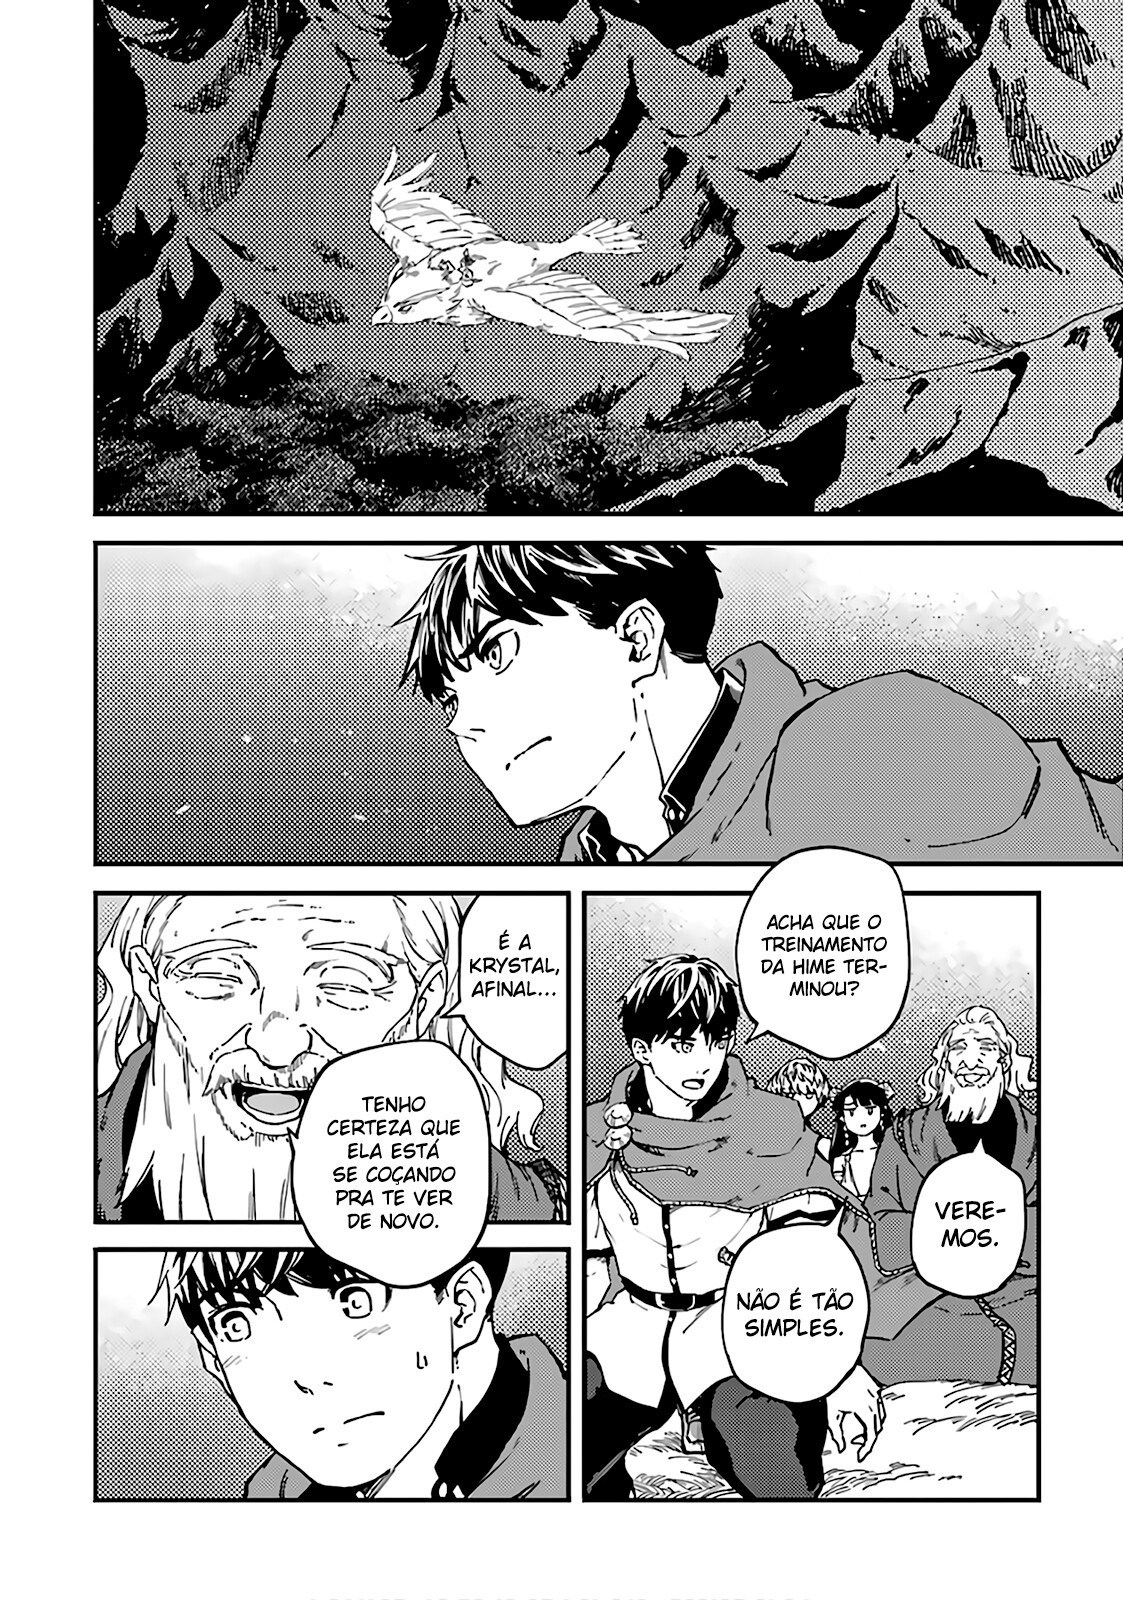 ACHA QUE O
TREINAMENTO
DA HIME TER-
MINOU?
VERE-
MOS.
NÃO É TÃO
SIMPLES.
É A
KRYSTAL,
AFINAL...
TENHO
CERTEZA QUE
ELA ESTÁ
SE COÇANDO
PRA TE VER
DE NOVO.